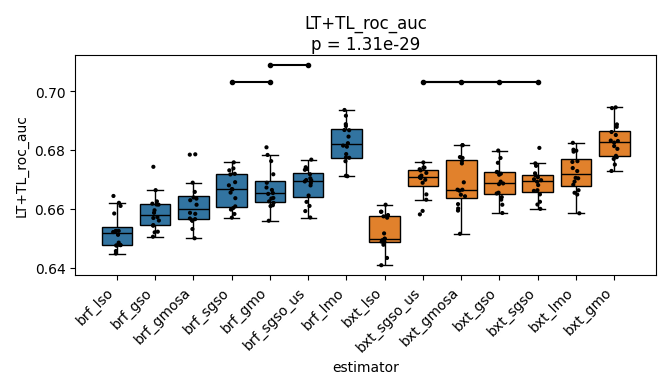 LT+TL_roc_auc
p = 1.31e-29
LT+TL_roc_auc
0.70
0.68
0.66
0.64
brf_lso
brf_gso
brf_gmosa
brf_sgso
brf_gmo
brf_sgso_us
brf_lmo
bxt_lso
bxt_sgso_us
bxt_gmosa
bxt_gso
bxt_sgso
bxt_lmo
bxt_gmo
estimator